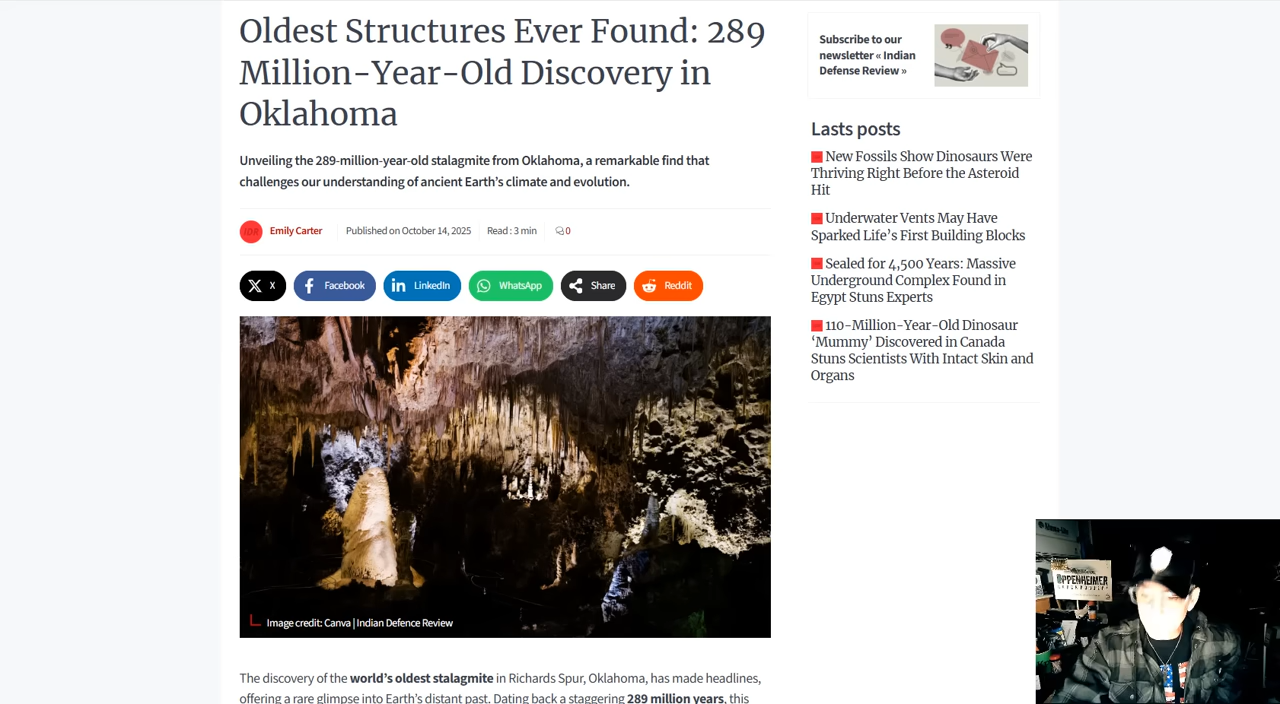 Oldest Structures Ever Found: 289
Million-Year-Old Discovery in
Oklahoma
Unveiling the 289-million-year-old stalagmite from Oklahoma, a remarkable find that
challenges our understanding of ancient Earth's climate and evolution.
Emily Carter
Published on October 14, 2025
Read : 3 min
0
X
Facebook
LinkedIn
WhatsApp
Share
Reddit
Image credit: Canva | Indian Defence Review
The discovery of the world's oldest stalagmite in Richards Spur, Oklahoma, has made headlines,
offering a rare glimpse into Earth's distant past. Dating back a staggering 289 million years, this
Subscribe to our
newsletter « Indian
Defense Review »
Lasts posts
New Fossils Show Dinosaurs Were
Thriving Right Before the Asteroid
Hit
Underwater Vents May Have
Sparked Life's First Building Blocks
Sealed for 4,500 Years: Massive
Underground Complex Found in
Egypt Stuns Experts
110-Million-Year-Old Dinosaur
‘Mummy’ Discovered in Canada
Stuns Scientists With Intact Skin and
Organs
OPPENHEIMER